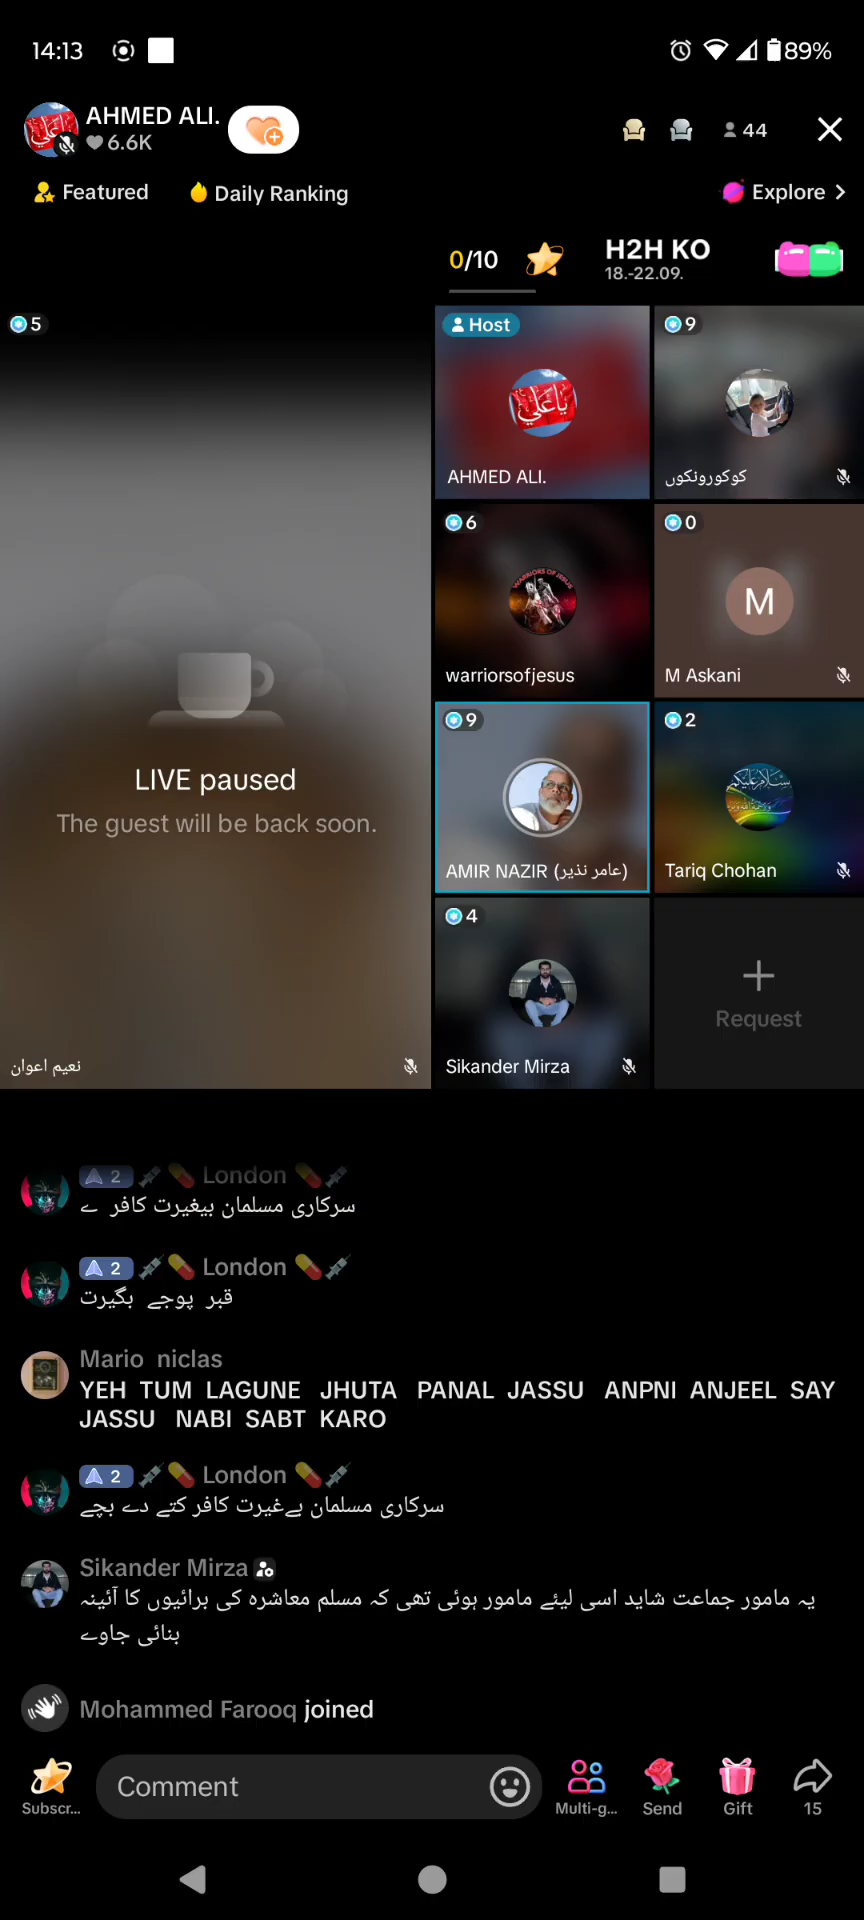 14:13
89%
AHMED ALI.
6.6K
44
Featured
Daily Ranking
Explore
0/10
H2H KO
18.-22.09.
5
Host
یاعلي
AHMED ALI.
9
کوکورونکوں
6
WARRIORS OF JESUS
warriorsofjesus
0
M
M Askani
LIVE paused
The guest will be back soon.
نعیم اعوان
9
AMIR NAZIR (عامر نذیر)
2
Tariq Chohan
4
Sikander Mirza
Request
2 London
سرکاری مسلمان بیغیرت کافر ے
2 London
قبر پوجے بگیرت
Mario niclas
YEH TUM LAGUNE JHUTA PANAL JASSU ANPNI ANJEEL SAY
JASSU NABI SABT KARO
2 London
سرکاری مسلمان بےغیرت کافر کتے دے بچے
Sikander Mirza
یہ مامور جماعت شاید اسی لیئے مامور ہوئی تھی کہ مسلم معاشرہ کی برائیوں کا آئینہ
بنائی جاوے
Mohammed Farooq joined
Comment
Subscr...
Multi-g...
Send
Gift
15